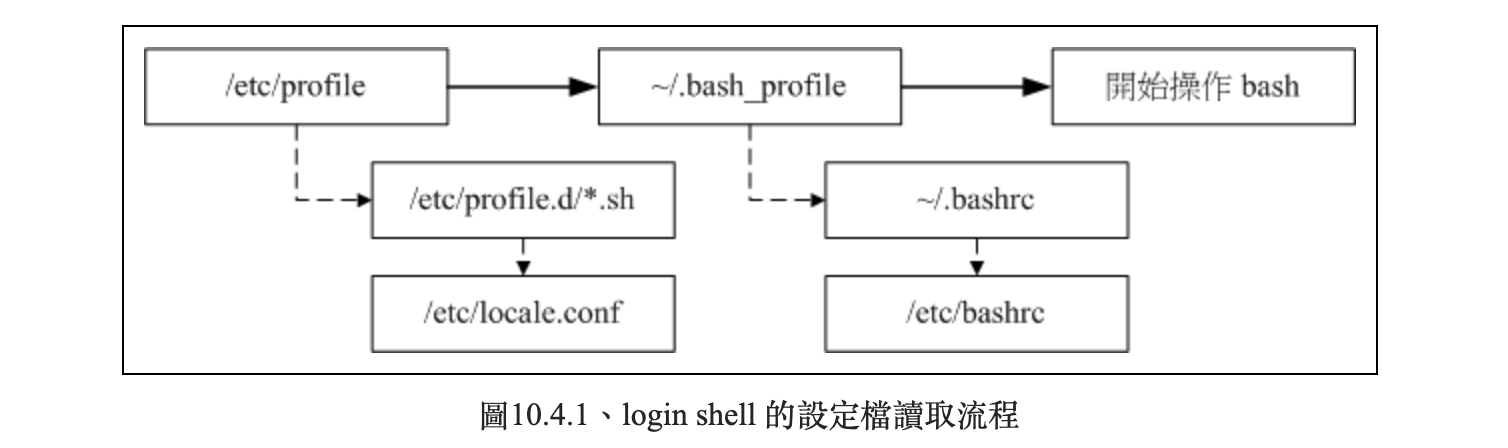 /etc/profile
~/.bash_profile
開始操作 bash
/etc/profile.d/*.sh
~/.bashrc
/etc/locale.conf
/etc/bashrc
圖10.4.1、login shell 的設定檔讀取流程